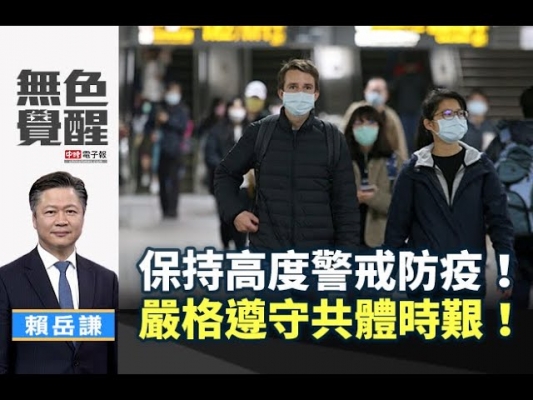 無色
覺醒
中時電子報
賴岳謙
保持高度警戒防疫！
嚴格遵守共體時艱！